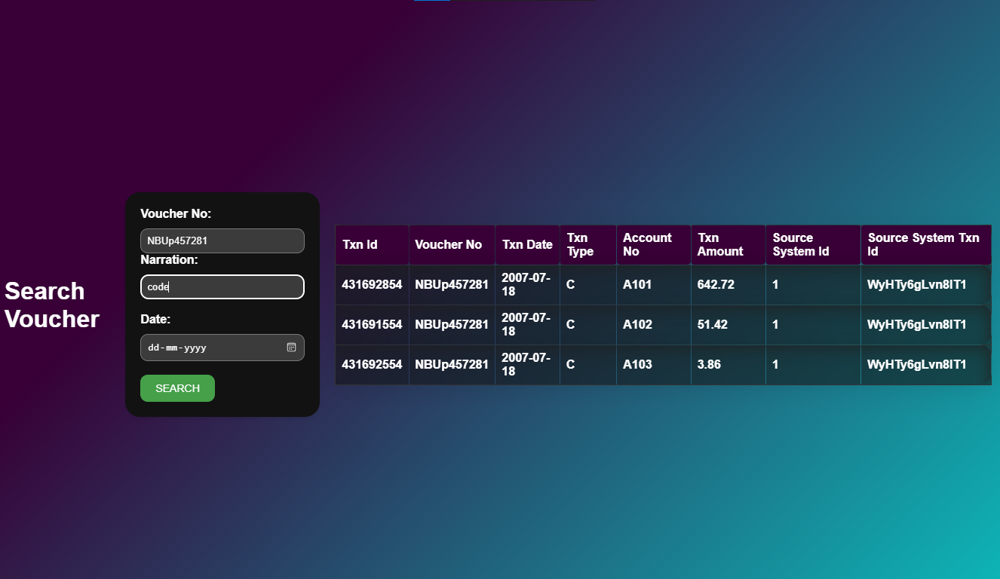 Search
Voucher
Voucher No:
NBUp457281
Narration:
code
Date:
dd-mm-yyyy
SEARCH
Txn Id Voucher No Txn Date Txn Type Account No Txn Amount Source System Id Source System Txn Id
431692854 NBUp457281 2007-07-18 C A101 642.72 1 WyHTy6gLvn8IT1
431691554 NBUp457281 2007-07-18 C A102 51.42 1 WyHTy6gLvn8IT1
431692554 NBUp457281 2007-07-18 C A103 3.86 1 WyHTy6gLvn8IT1